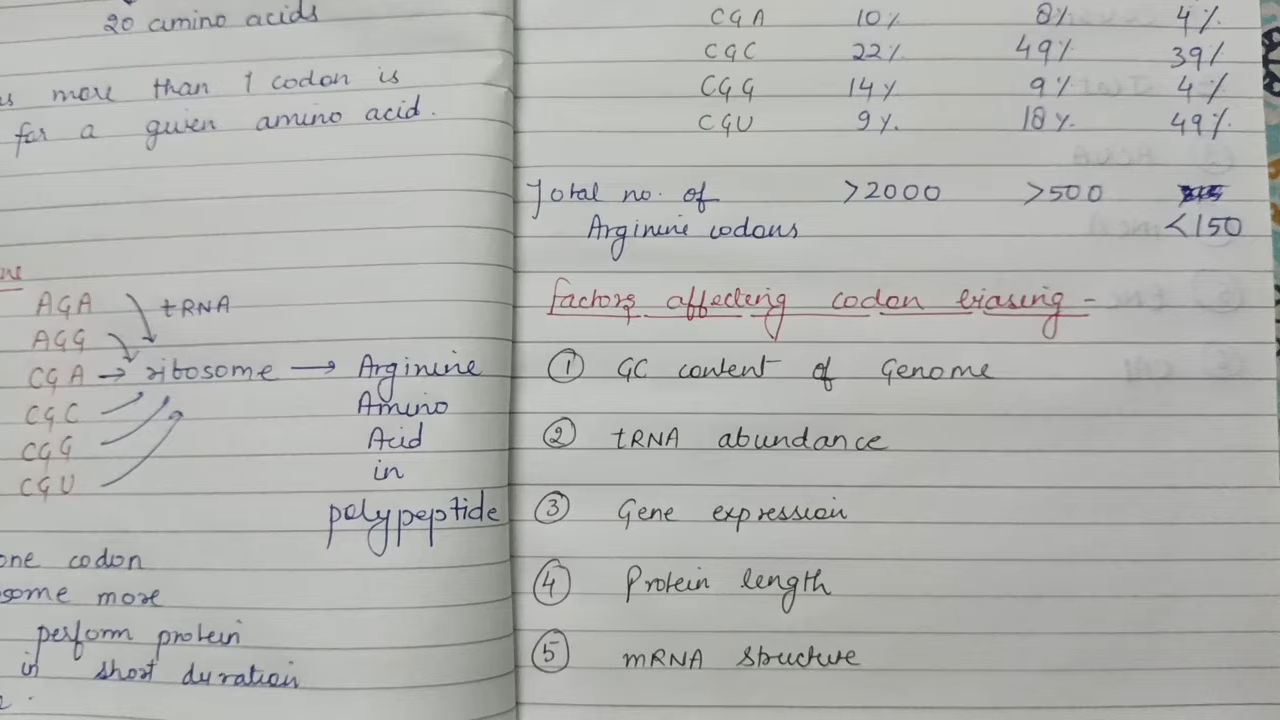 20 amino acids
more than 1 codon is
for a given amino acid.
AGA tRNA
AGG
CGA → ribosome → Arginine
CGC Amino
CGG Acid
in
CGU
polypeptide
one codon
some more
perform protein
in short duration
CGA 10% 8% 4%
CGC 22% 49% 39%
CGG 14% 9% 4%
CGU 9%. 18%. 49%
Total no. of >2000 >500
Arginine codons <150
Factors affecting codon biasing -
① GC content of Genome
② tRNA abundance
③ Gene expression
④ Protein length
⑤ mRNA structure